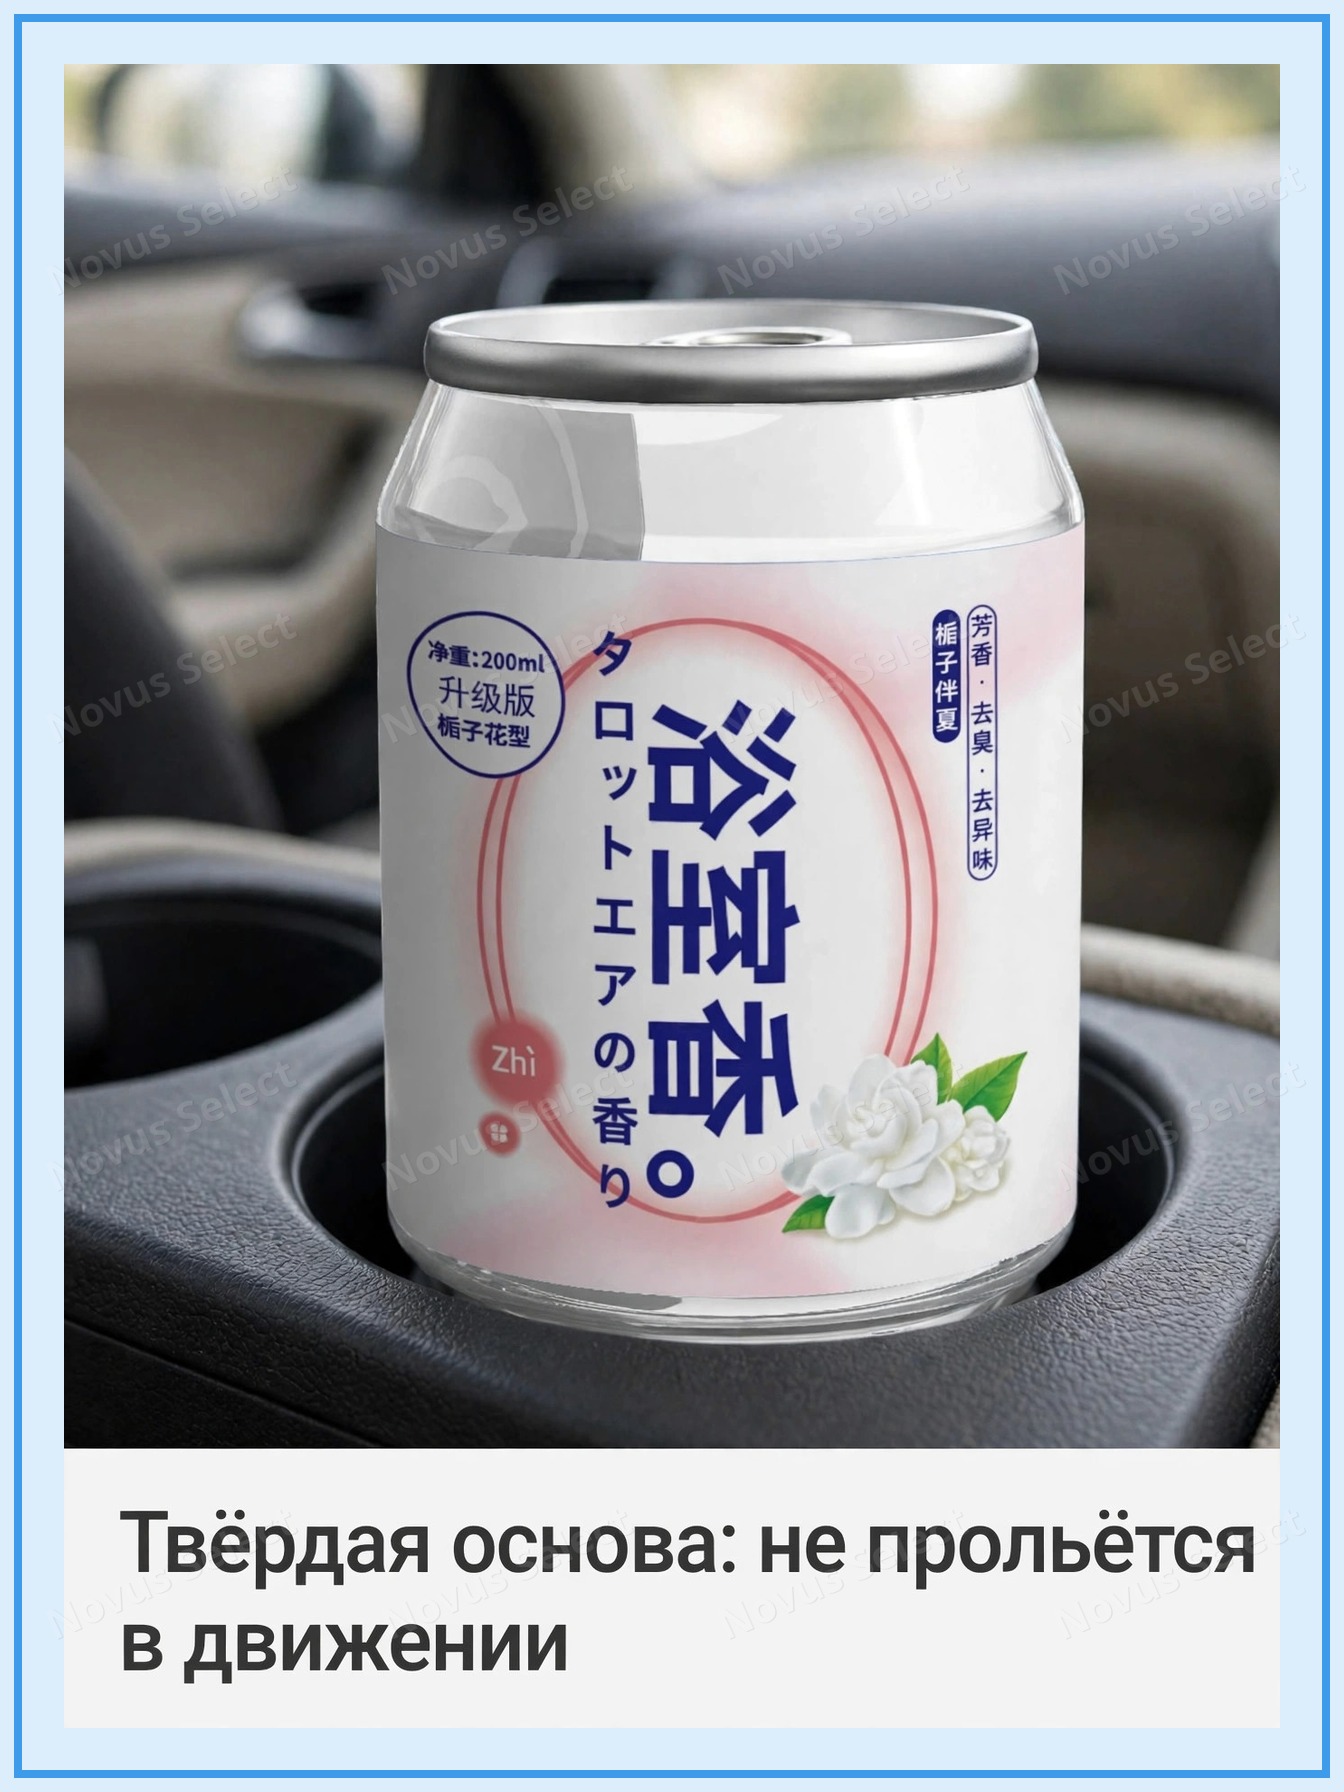 净重:200ml
升级版
栀子花型
タロットエアの香り
浴室香。
栀子伴夏
芳香·去臭·去异味
Zhì
Твёрдая основа: не прольётся
в движении
Novus Select